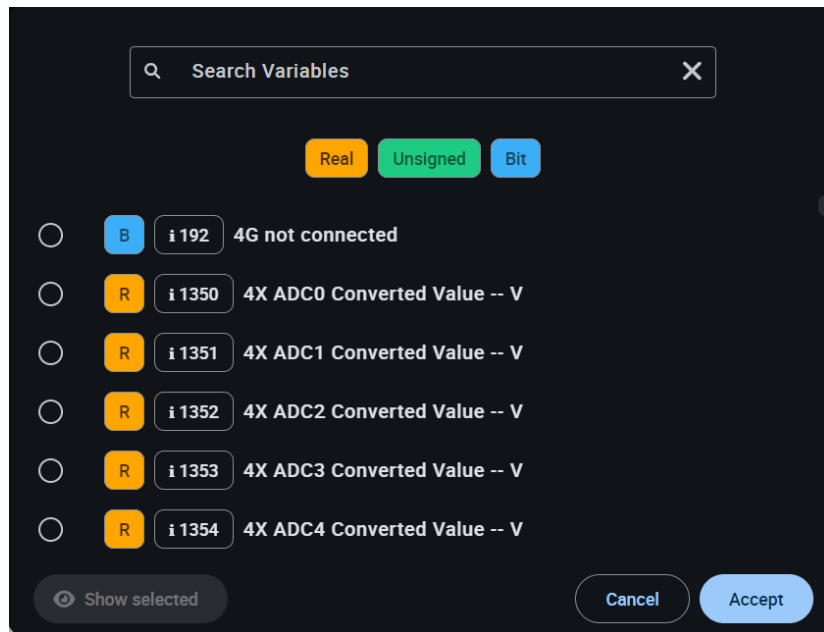 Search Variables
Real Unsigned Bit
B i 192 4G not connected
R i 1350 4X ADC0 Converted Value -- V
R i 1351 4X ADC1 Converted Value -- V
R i 1352 4X ADC2 Converted Value -- V
R i 1353 4X ADC3 Converted Value -- V
R i 1354 4X ADC4 Converted Value -- V
Show selected Cancel Accept